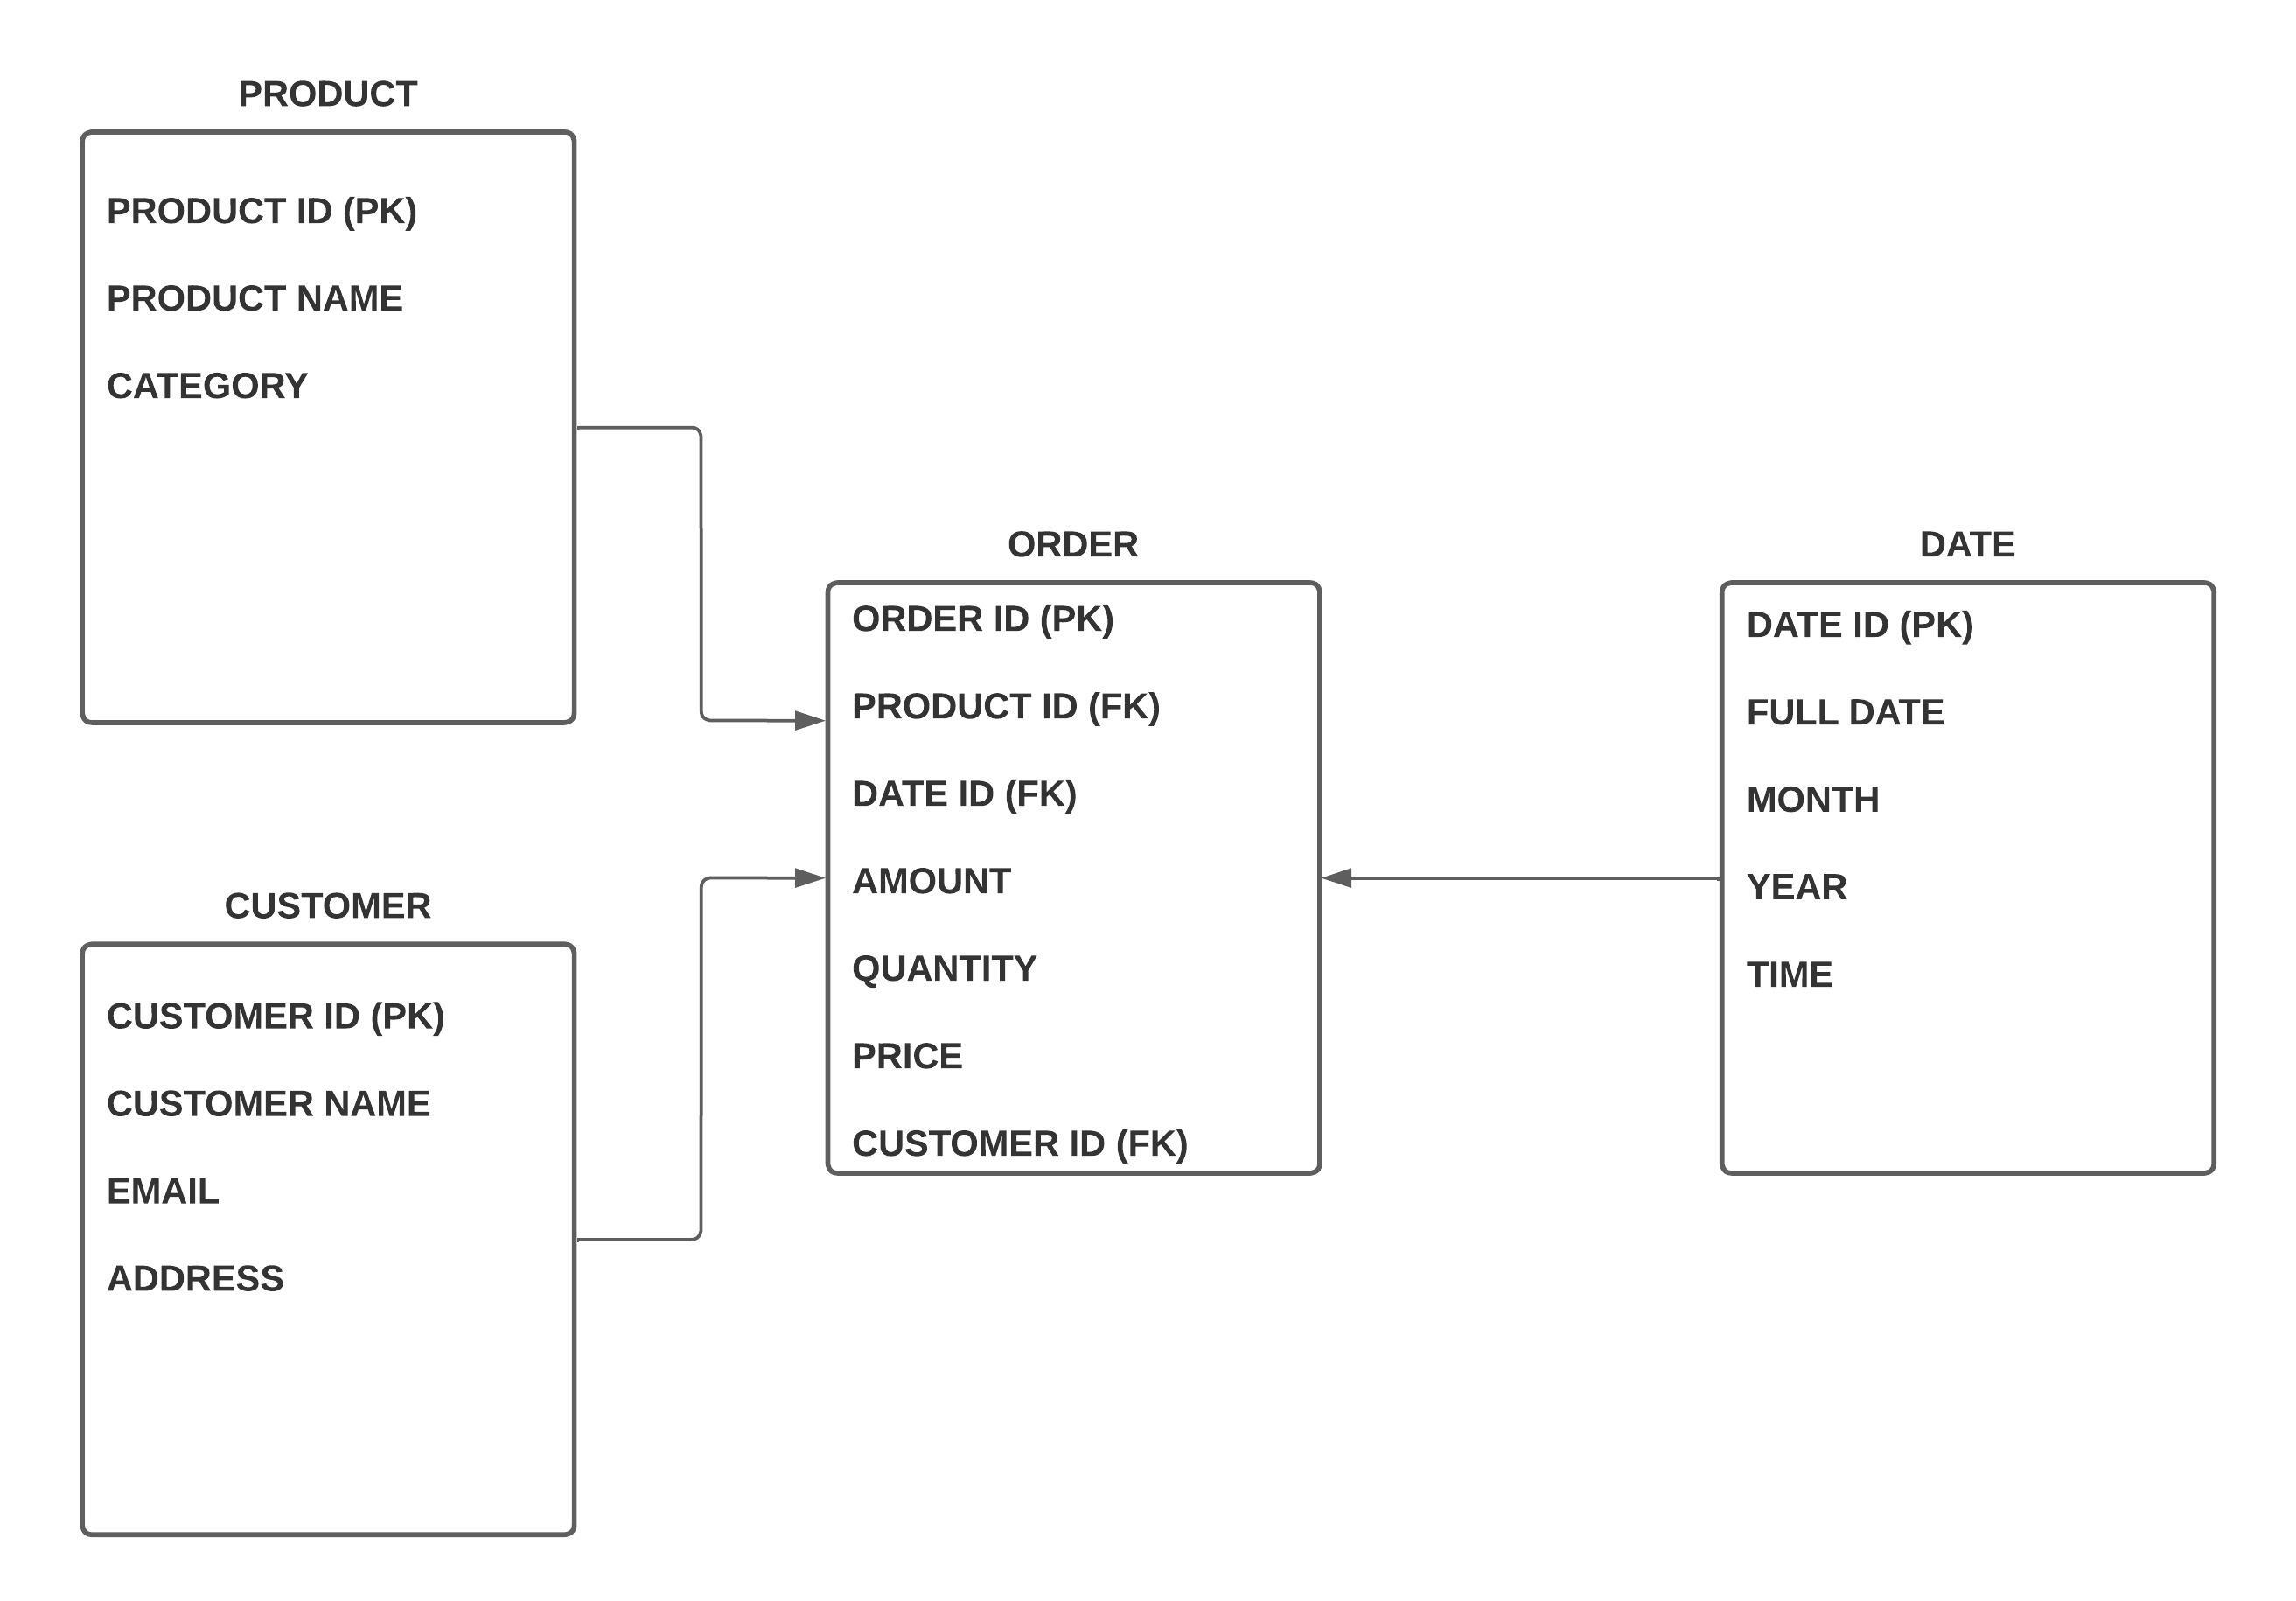 PRODUCT
PRODUCT ID (PK)
PRODUCT NAME
CATEGORY
CUSTOMER
CUSTOMER ID (PK)
CUSTOMER NAME
EMAIL
ADDRESS
ORDER
ORDER ID (PK)
PRODUCT ID (FK)
DATE ID (FK)
AMOUNT
QUANTITY
PRICE
CUSTOMER ID (FK)
DATE
DATE ID (PK)
FULL DATE
MONTH
YEAR
TIME